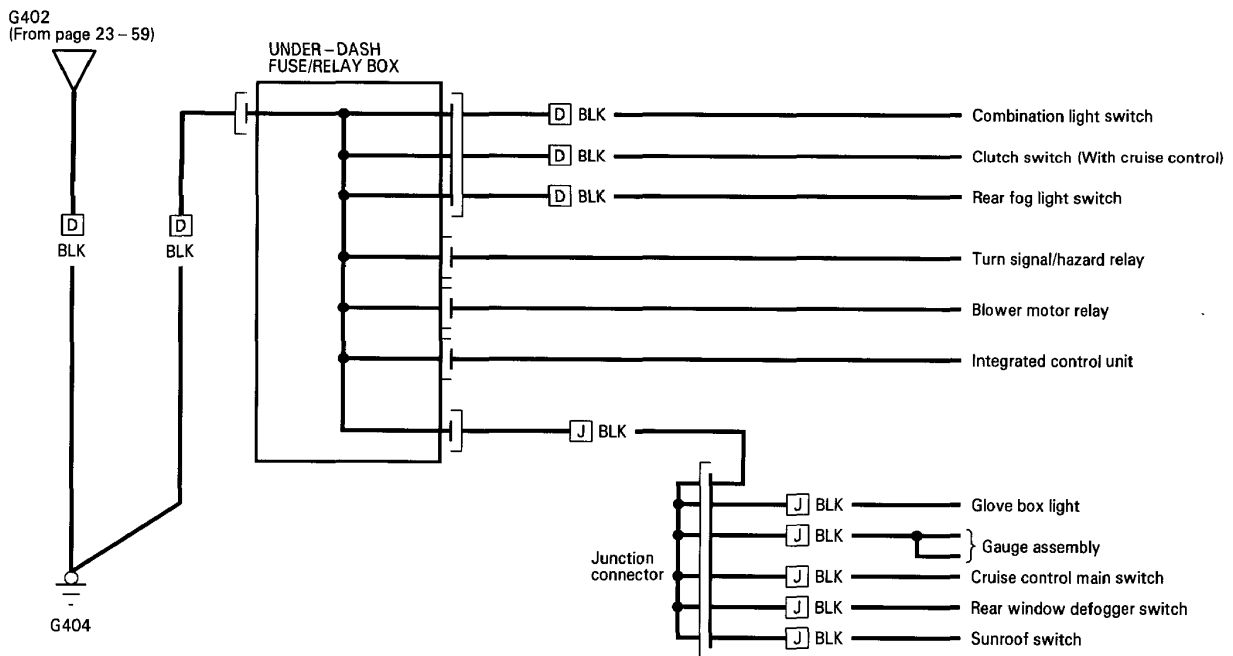 G402
(From page 23 – 59)
UNDER – DASH
FUSE/RELAY BOX
D BLK
Combination light switch
D BLK
Clutch switch (With cruise control)
D BLK
Rear fog light switch
D
BLK
D
BLK
Turn signal/hazard relay
Blower motor relay
Integrated control unit
J BLK
J BLK
Glove box light
J BLK
Gauge assembly
Junction
connector
J BLK
Cruise control main switch
J BLK
Rear window defogger switch
J BLK
Sunroof switch
G404